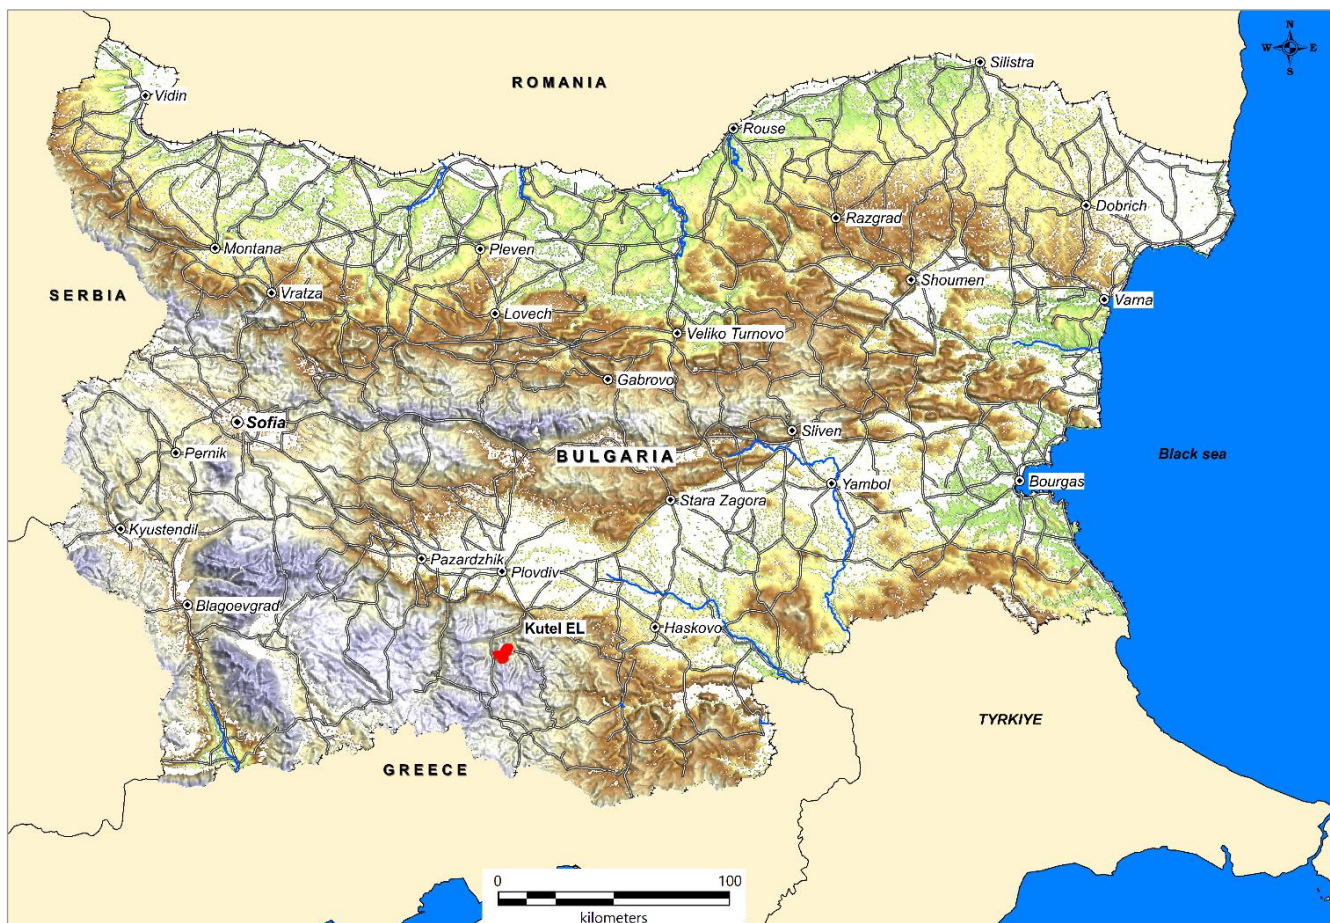 N
W E
S
ROMANIA
Silistra
Vidin
Rouse
Dobrich
Razgrad
Montana
Pleven
Shoumen
SERBIA
Vratza
Varna
Lovech
Veliko Turnovo
Gabrovo
Sofia
Sliven
Pernik
BULGARIA
Black sea
Bourgas
Yambol
Stara Zagora
Kyustendil
Pazardzhik
Plovdiv
Blagoevgrad
Kutel EL
Haskovo
TYRKIYE
GREECE
0 100
kilometers